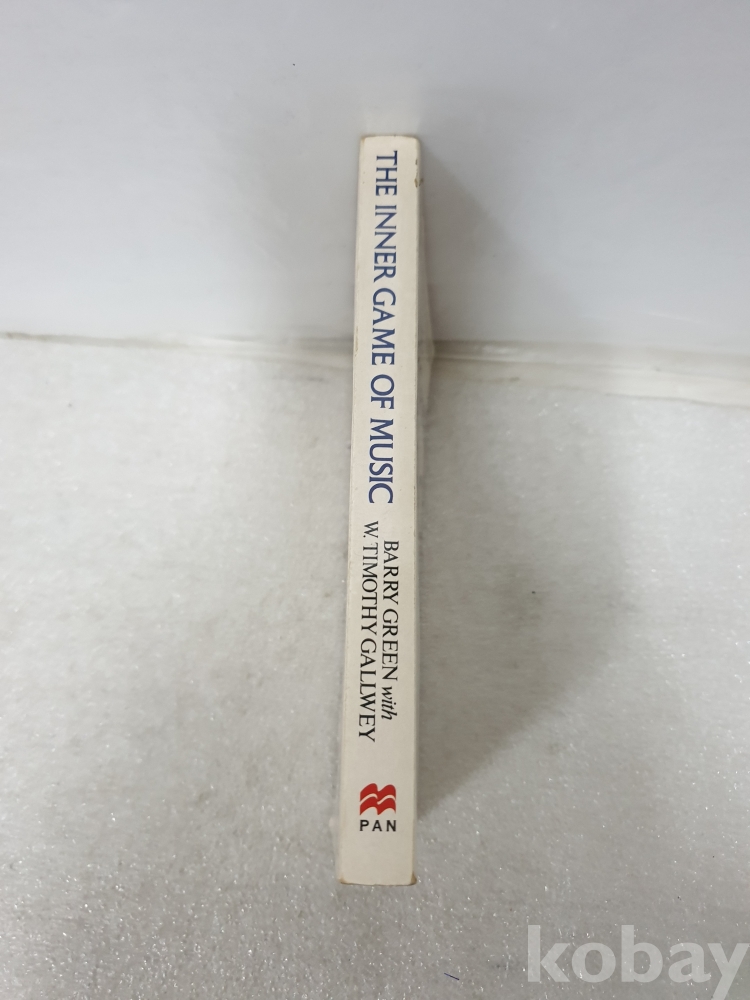 THE INNER GAME OF MUSIC
BARRY GREEN with
W. TIMOTHY GALLWEY
PAN
kobay